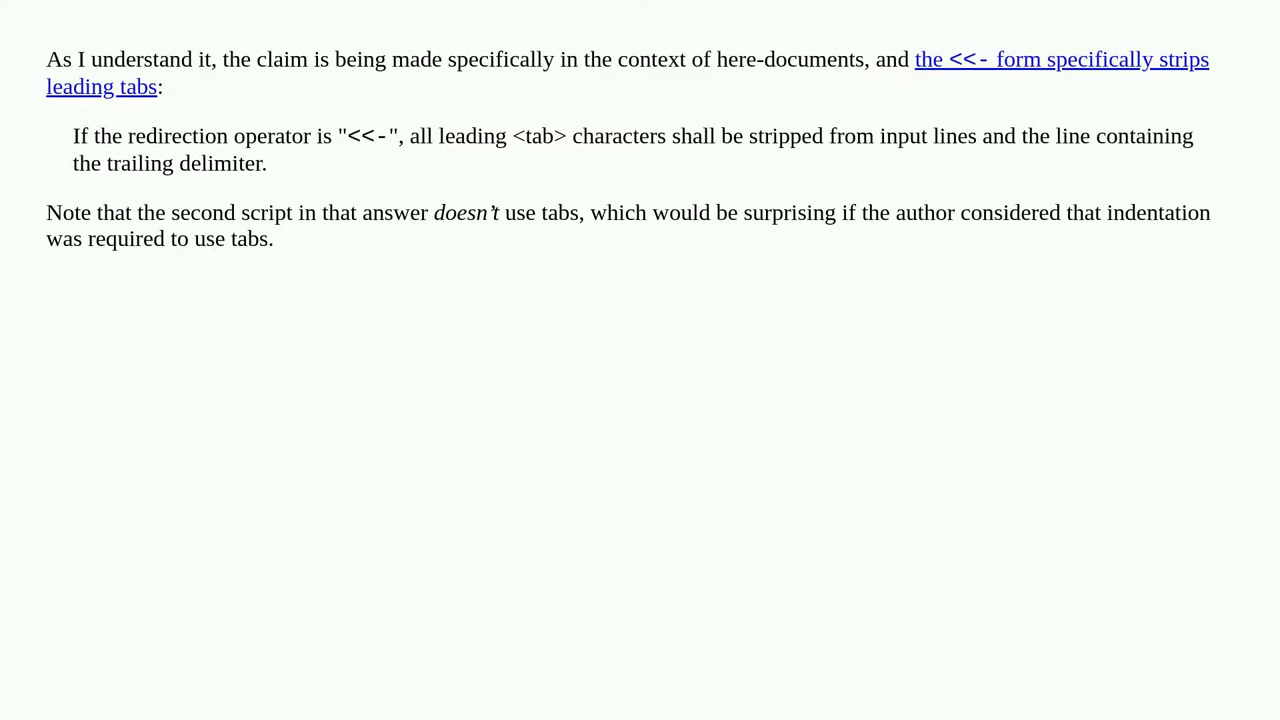 As I understand it, the claim is being made specifically in the context of here-documents, and the <<- form specifically strips
leading tabs:
If the redirection operator is "<<-", all leading <tab> characters shall be stripped from input lines and the line containing
the trailing delimiter.
Note that the second script in that answer doesn’t use tabs, which would be surprising if the author considered that indentation
was required to use tabs.